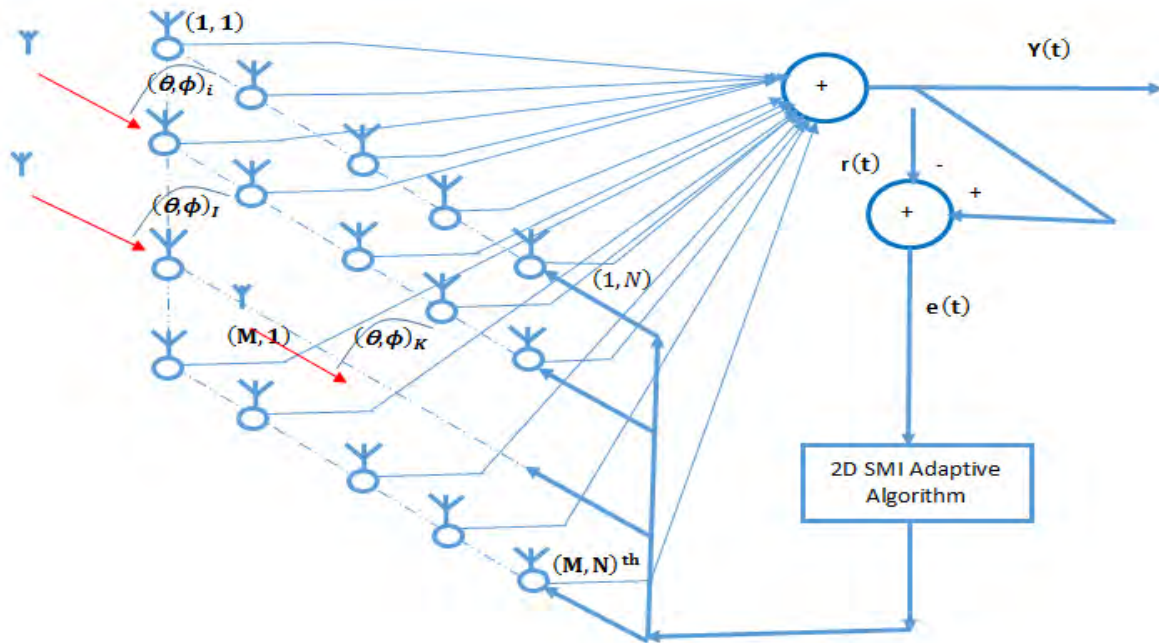 (1, 1)
Y(t)
+
(θ,ϕ)i
r(t)
-
+
+
(θ,ϕ)I
(1, N)
e(t)
(M, 1)
(θ,ϕ)K
2D SMI Adaptive
Algorithm
(M, N) th